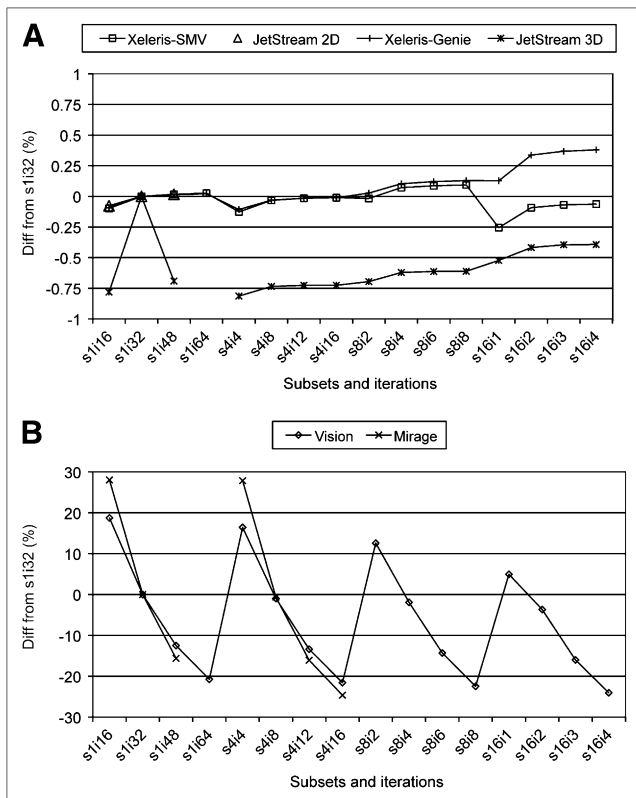 A
Xeleris-SMV JetStream 2D Xeleris-Genie JetStream 3D
1
0.75
0.5
0.25
0
-0.25
-0.5
-0.75
-1
Diff from s1i32 (%)
s1i16 s1i32 s1i48 s1i64 s4i4 s4i8 s4i12 s4i16 s8i2 s8i4 s8i6 s8i8 s16i1 s16i2 s16i3 s16i4
Subsets and iterations
B
Vision Mirage
30
20
10
0
-10
-20
-30
Diff from s1i32 (%)
s1i16 s1i32 s1i48 s1i64 s4i4 s4i8 s4i12 s4i16 s8i2 s8i4 s8i6 s8i8 s16i1 s16i2 s16i3 s16i4
Subsets and iterations